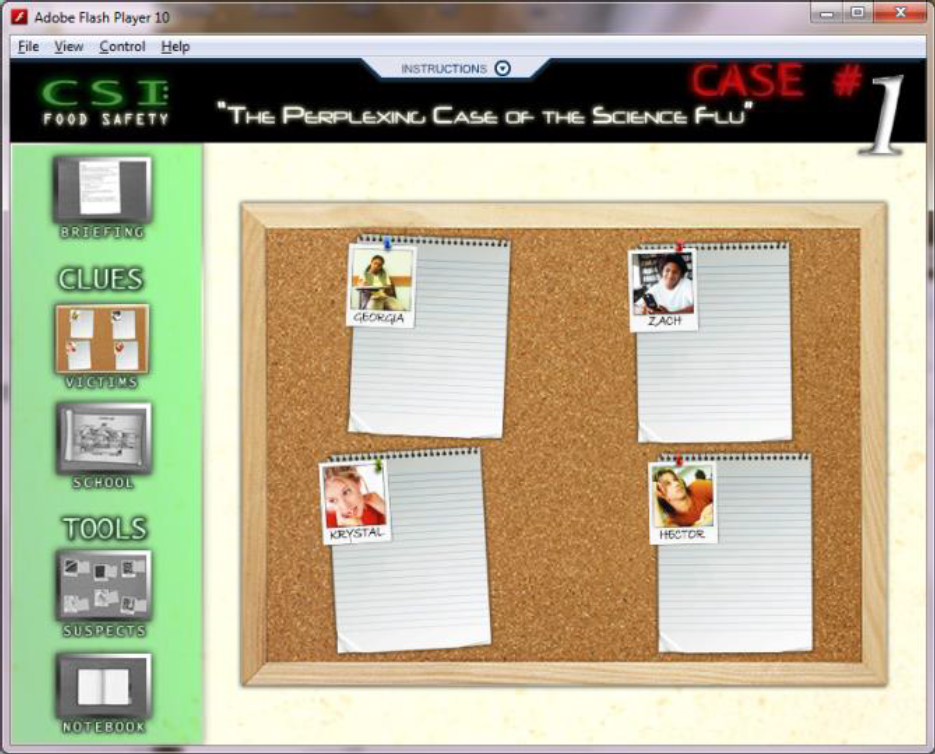 Adobe Flash Player 10
File View Control Help
INSTRUCTIONS
CSI:
FOOD SAFETY
"THE PERPLEXING CASE OF THE SCIENCE FLU"
CASE #1
BRIEFING
CLUES
VICTIMS
SCHOOL
TOOLS
SUSPECTS
NOTEBOOK
GEORGIA
ZACH
KRYSTAL
HECTOR